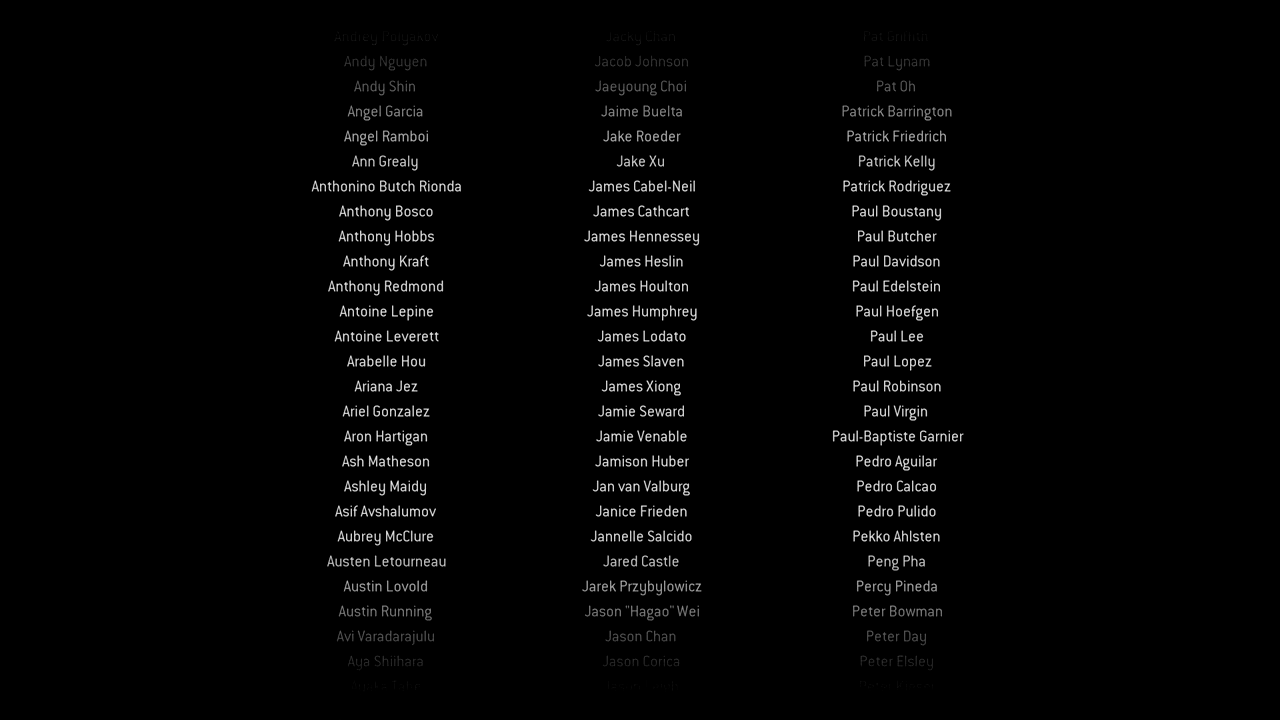 Andrey Polyakov
Andy Nguyen
Andy Shin
Angel Garcia
Angel Ramboi
Ann Grealy
Anthonino Butch Rionda
Anthony Bosco
Anthony Hobbs
Anthony Kraft
Anthony Redmond
Antoine Lepine
Antoine Leverett
Arabelle Hou
Ariana Jez
Ariel Gonzalez
Aron Hartigan
Ash Matheson
Ashley Maidy
Asif Avshalumov
Aubrey McClure
Austen Letourneau
Austin Lovold
Austin Running
Avi Varadarajulu
Aya Shiihara
Jacky Chan
Jacob Johnson
Jaeyoung Choi
Jaime Buelta
Jake Roeder
Jake Xu
James Cabel-Neil
James Cathcart
James Hennessey
James Heslin
James Houlton
James Humphrey
James Lodato
James Slaven
James Xiong
Jamie Seward
Jamie Venable
Jamison Huber
Jan van Valburg
Janice Frieden
Jannelle Salcido
Jared Castle
Jarek Przybylowicz
Jason "Hagao" Wei
Jason Chan
Jason Corica
Pat
Pat Lynam
Pat Oh
Patrick Barrington
Patrick Friedrich
Patrick Kelly
Patrick Rodriguez
Paul Boustany
Paul Butcher
Paul Davidson
Paul Edelstein
Paul Hoefgen
Paul Lee
Paul Lopez
Paul Robinson
Paul Virgin
Paul-Baptiste Garnier
Pedro Aguilar
Pedro Calcao
Pedro Pulido
Pekko Ahlsten
Peng Pha
Percy Pineda
Peter Bowman
Peter Day
Peter Elsley